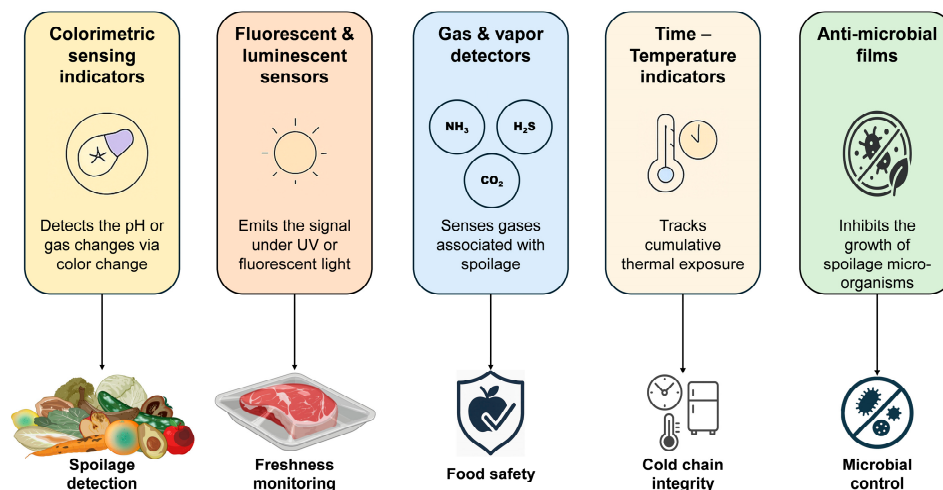 Colorimetric
sensing
indicators
Detects the pH or
gas changes via
color change
Spoilage
detection
Fluorescent &
luminescent
sensors
Emits the signal
under UV or
fluorescent light
Freshness
monitoring
Gas & vapor
detectors
NH₃
H₂S
CO₂
Senses gases
associated with
spoilage
Food safety
Time –
Temperature
indicators
Tracks
cumulative
thermal exposure
Cold chain
integrity
Anti-microbial
films
Inhibits the
growth of
spoilage micro-
organisms
Microbial
control